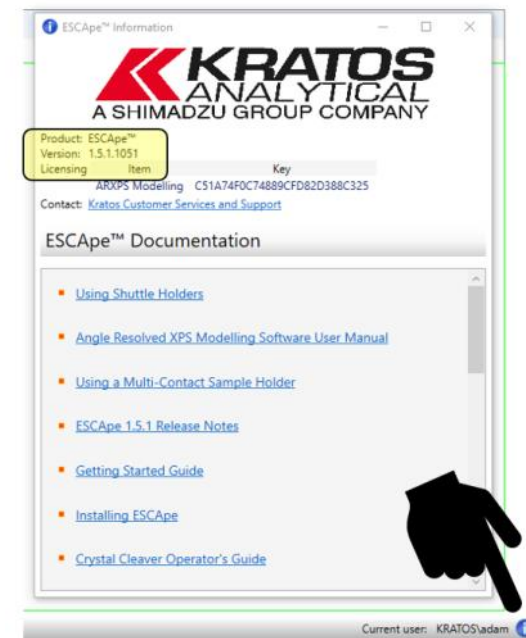 ESCApe™ Information
KRATOS
ANALYTICAL
A SHIMADZU GROUP COMPANY
Product: ESCApe™
Version: 1.5.1.1051
Licensing Item Key
ARXPS Modelling C51A74F0C74889CFD82D388C325
Contact: Kratos Customer Services and Support
ESCApe™ Documentation
Using Shuttle Holders
Angle Resolved XPS Modelling Software User Manual
Using a Multi-Contact Sample Holder
ESCApe 1.5.1 Release Notes
Getting Started Guide
Installing ESCApe
Crystal Cleaver Operator's Guide
Current user: KRATOS\adam